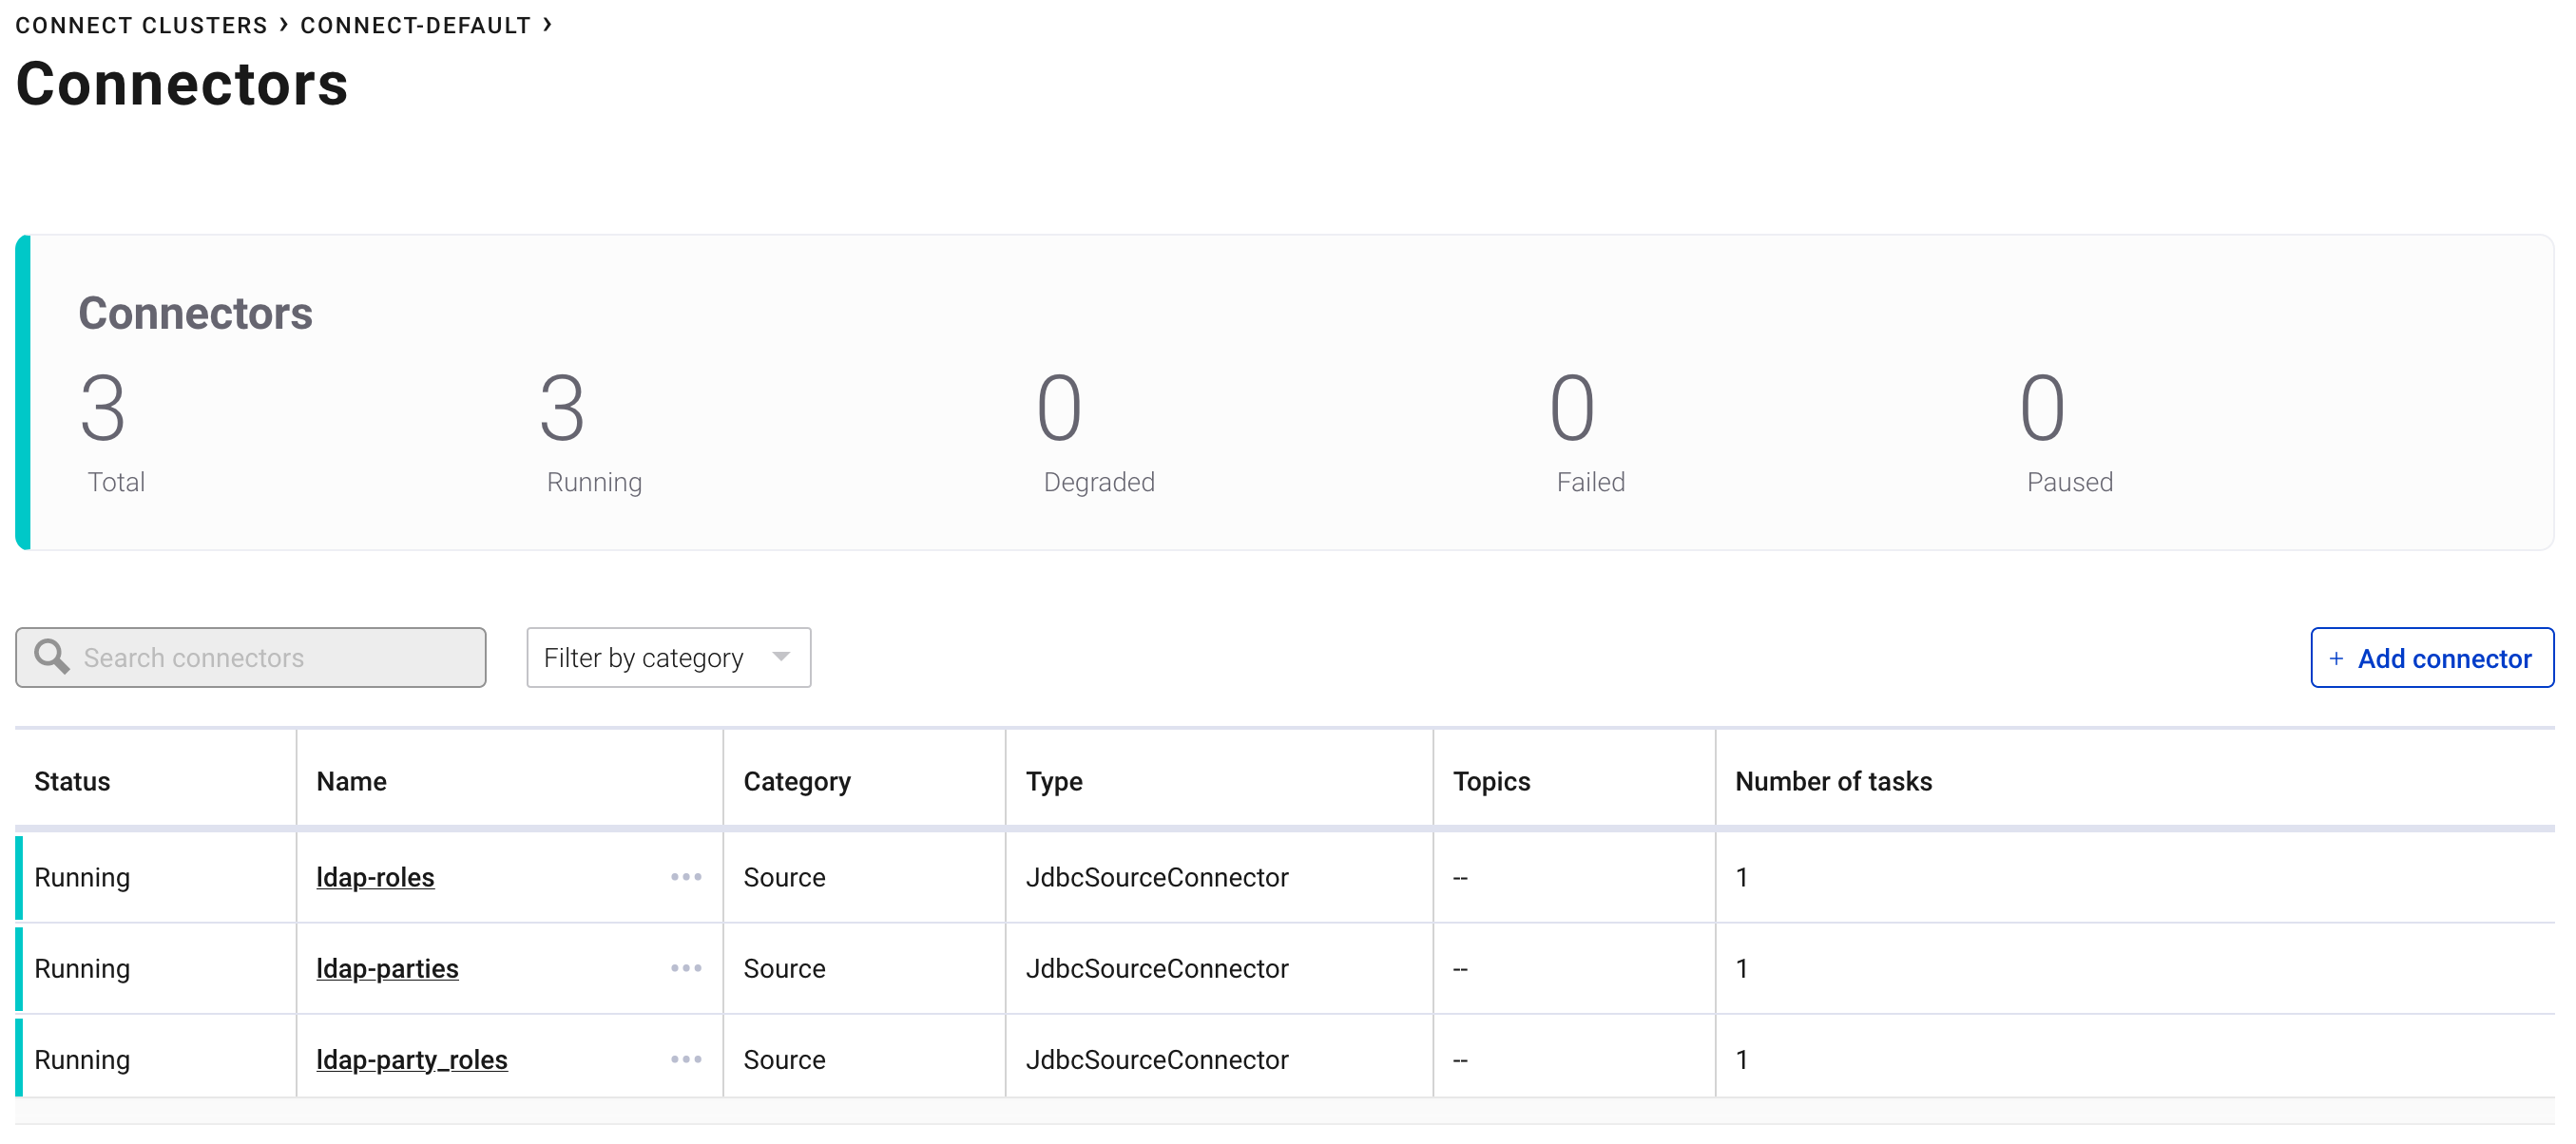 CONNECT CLUSTERS › CONNECT-DEFAULT ›
Connectors
Connectors
3 3 0 0 0
Total Running Degraded Failed Paused
Search connectors Filter by category + Add connector
Status Name Category Type Topics Number of tasks
Running ldap-roles ••• Source JdbcSourceConnector -- 1
Running ldap-parties ••• Source JdbcSourceConnector -- 1
Running ldap-party_roles ••• Source JdbcSourceConnector -- 1